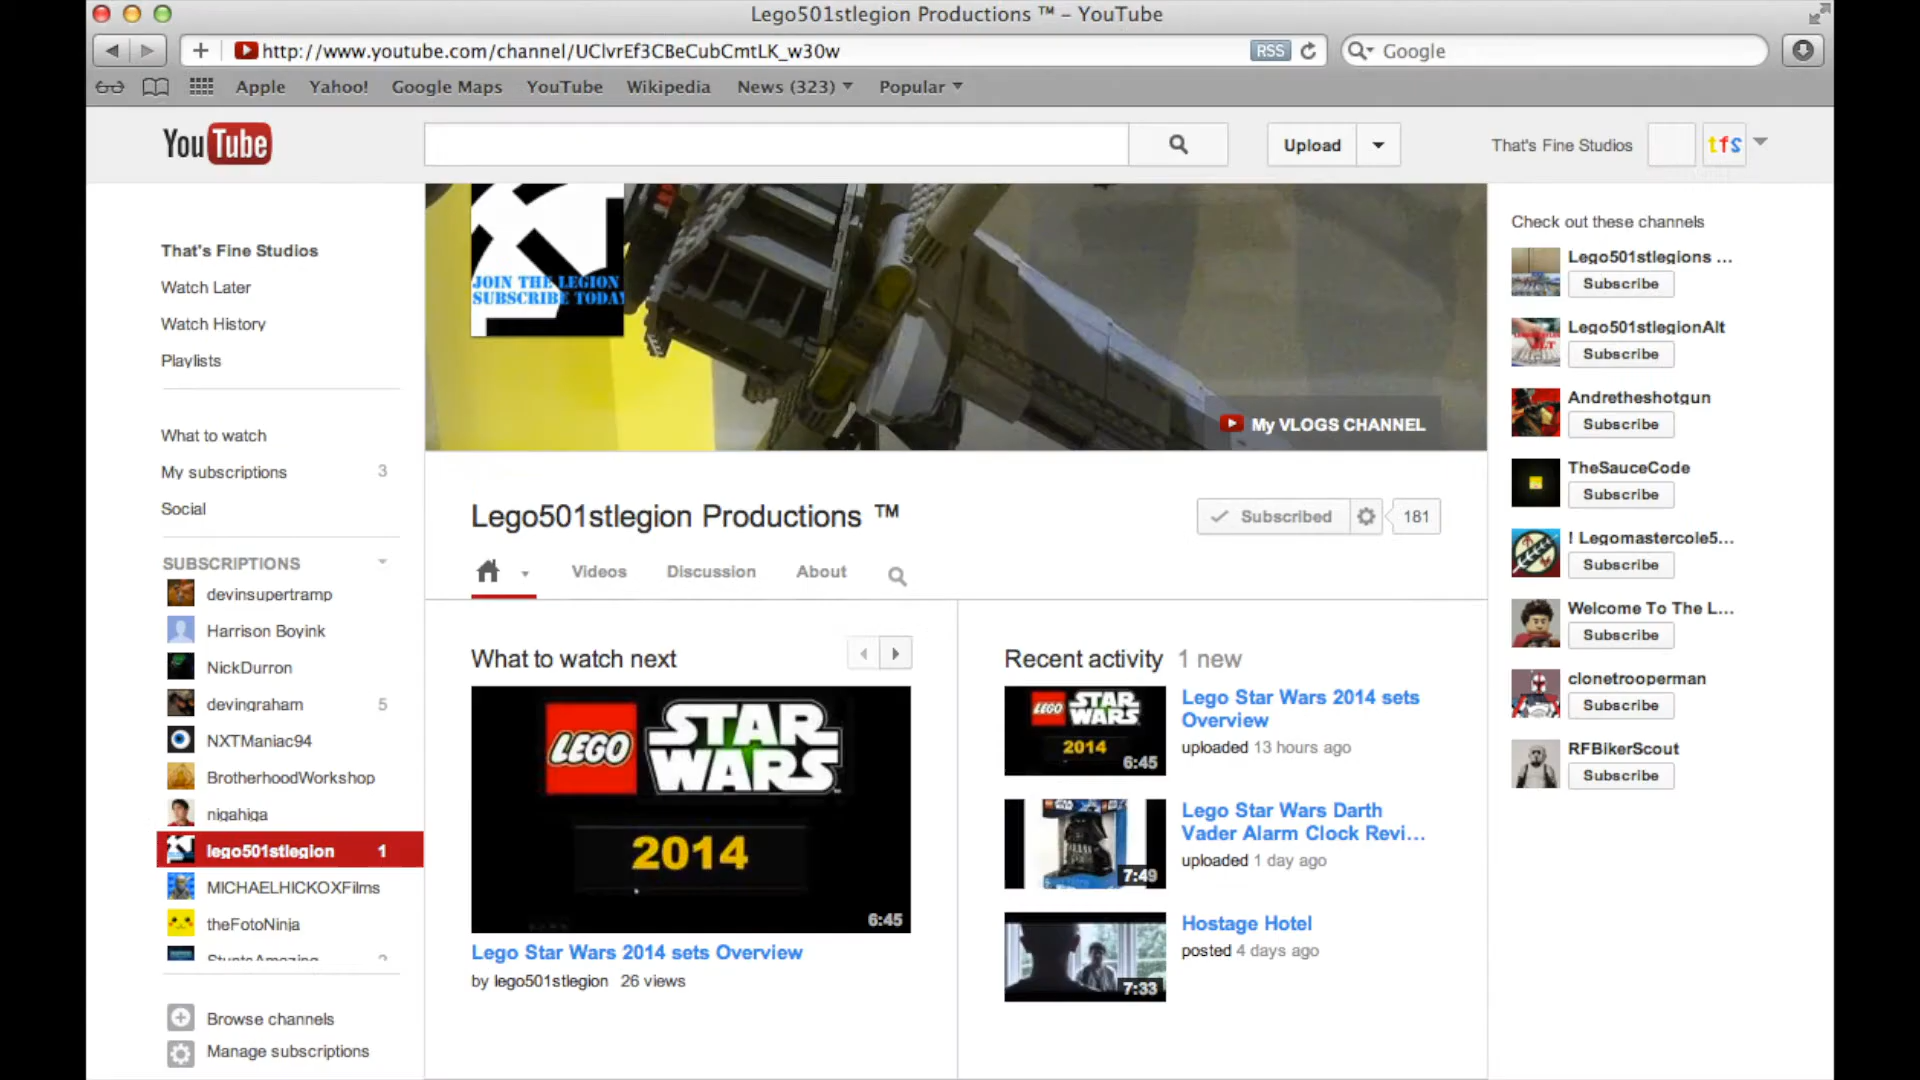 Lego501stlegion Productions ™ – YouTube
http://www.youtube.com/channel/UClvrEf3CBeCubCmtLK_w30w
RSS
Google
Apple
Yahoo!
Google Maps
YouTube
Wikipedia
News (323)
Popular
YouTube
Upload
That's Fine Studios
tfs
That's Fine Studios
Watch Later
Watch History
Playlists
What to watch
My subscriptions 3
Social
SUBSCRIPTIONS
devinsupertramp
Harrison Boyink
NickDurron
devingraham 5
NXTManiac94
BrotherhoodWorkshop
nigahiga
lego501stlegion 1
MICHAELHICKOXFilms
theFotoNinja
StuntsAmazing 2
Browse channels
Manage subscriptions
JOIN THE LEGION
SUBSCRIBE TODAY
My VLOGS CHANNEL
Lego501stlegion Productions ™
Subscribed
181
Videos
Discussion
About
What to watch next
LEGO STAR WARS
2014
6:45
Lego Star Wars 2014 sets Overview
by lego501stlegion 26 views
Recent activity 1 new
LEGO STAR WARS
2014
6:45
Lego Star Wars 2014 sets
Overview
uploaded 13 hours ago
7:49
Lego Star Wars Darth
Vader Alarm Clock Revi...
uploaded 1 day ago
7:33
Hostage Hotel
posted 4 days ago
Check out these channels
Lego501stlegions ...
Subscribe
Lego501stlegionAlt
Subscribe
Andretheshotgun
Subscribe
TheSauceCode
Subscribe
! Legomastercole5...
Subscribe
Welcome To The L...
Subscribe
clonetrooperman
Subscribe
RFBikerScout
Subscribe